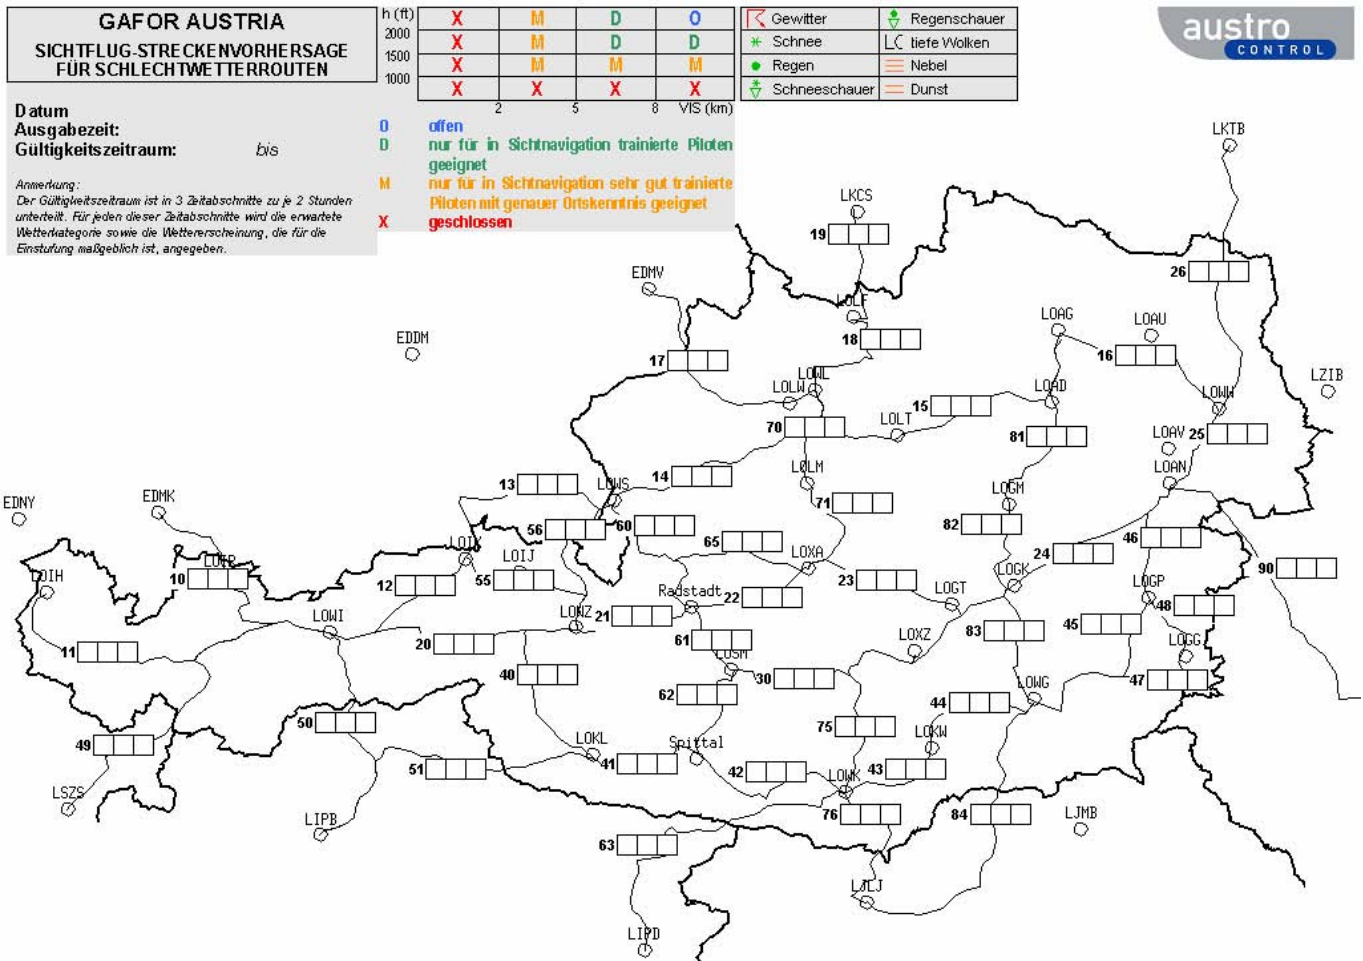 GAFOR AUSTRIA
SICHTFLUG-STRECKENVORHERSAGE
FÜR SCHLECHTWETTERROUTEN
Datum
Ausgabezeit:
Gültigkeitszeitraum: bis
Anmerkung:
Der Gültigkeitszeitraum ist in 3 Zeitabschnitte zu je 2 Stunden
unterteilt. Für jeden dieser Zeitabschnitte wird die erwartete
Wetterkategorie sowie die Wettererscheinung, die für die
Einstufung maßgeblich ist, angegeben.
h (ft) X M D O
2000
X M D D
1500
X M M M
1000
X X X X
2 5 8 VIS (km)
O offen
D nur für in Sichtnavigation trainierte Piloten
geeignet
M nur für in Sichtnavigation sehr gut trainierte
Piloten mit genauer Ortskenntnis geeignet
X geschlossen
Gewitter Regenschauer
Schnee LC tiefe Wolken
Regen Nebel
Schneeschauer Dunst
austro
CONTROL
LKTB
LKCS
19
26
EDMV
LOLF
LOAG
LOAU
EDDM
18
16
17
LOWL
LZIB
LOLW
LOAD
LOWW
15
70
LOLT
81
LOAV
25
14
LOLM
LOAN
13
LOWS
EDNY
EDMK
71
LOGM
56
60
82
65
46
24
LOIK
LOIJ
LOXA
90
LOIR
LOIH
10
12
55
23
LOGK
LOGT
LOGP
Radstadt
22
48
LOWI
21
LOWZ
83
45
20
61
LOXZ
LOGG
11
LOSM
40
30
47
62
LOWG
44
50
75
49
LOKL
Spittal
LOKW
51
41
42
43
LOWK
LSZS
76
84
LIPB
LJMB
63
LJLJ
LIPD